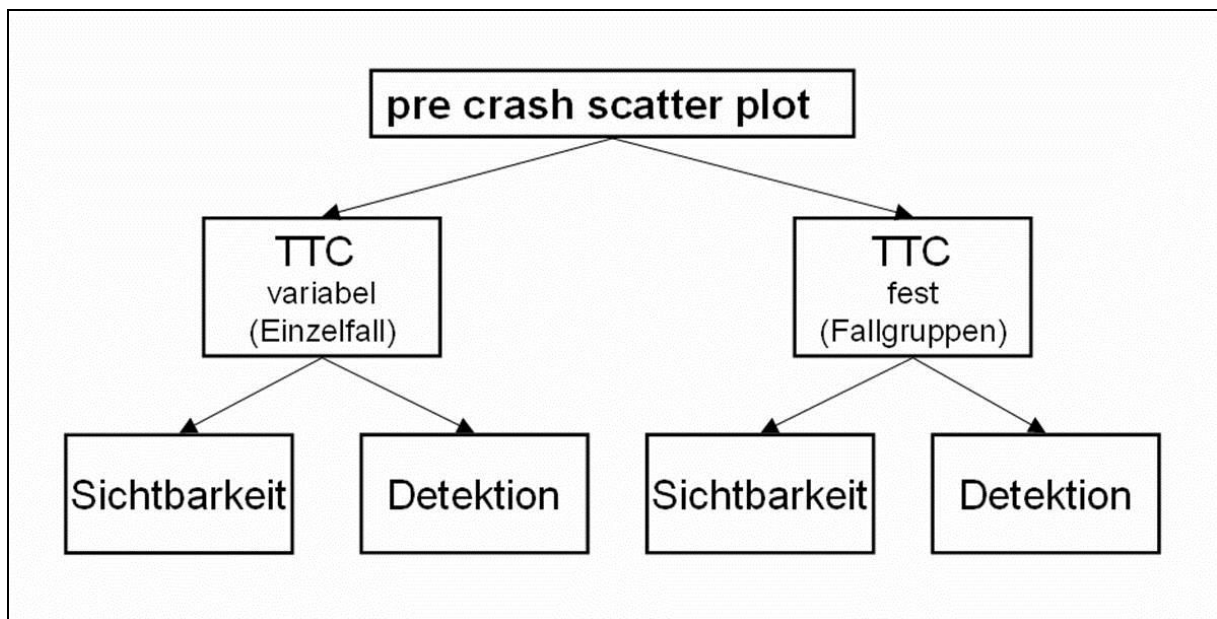 pre crash scatter plot
TTC
variabel
(Einzelfall)
TTC
fest
(Fallgruppen)
Sichtbarkeit
Detektion
Sichtbarkeit
Detektion